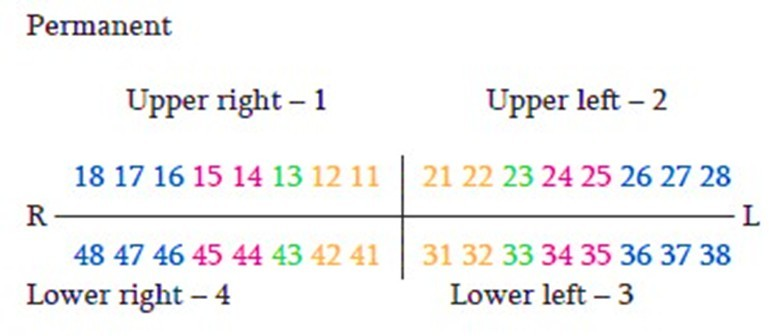 Permanent
Upper right – 1 Upper left – 2
18 17 16 15 14 13 12 11 21 22 23 24 25 26 27 28
R L
48 47 46 45 44 43 42 41 31 32 33 34 35 36 37 38
Lower right – 4 Lower left – 3